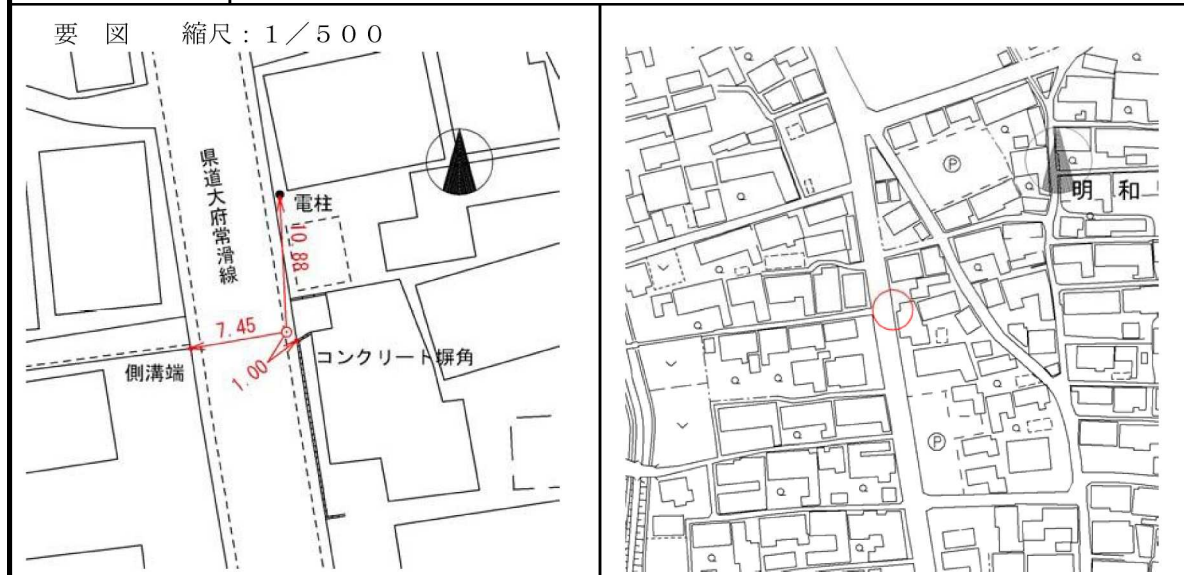 要 図 縮尺：１／５００
県道大府常滑線
電柱
10.88
7.45
1.00
コンクリート塀角
側溝端
P
明 和
P